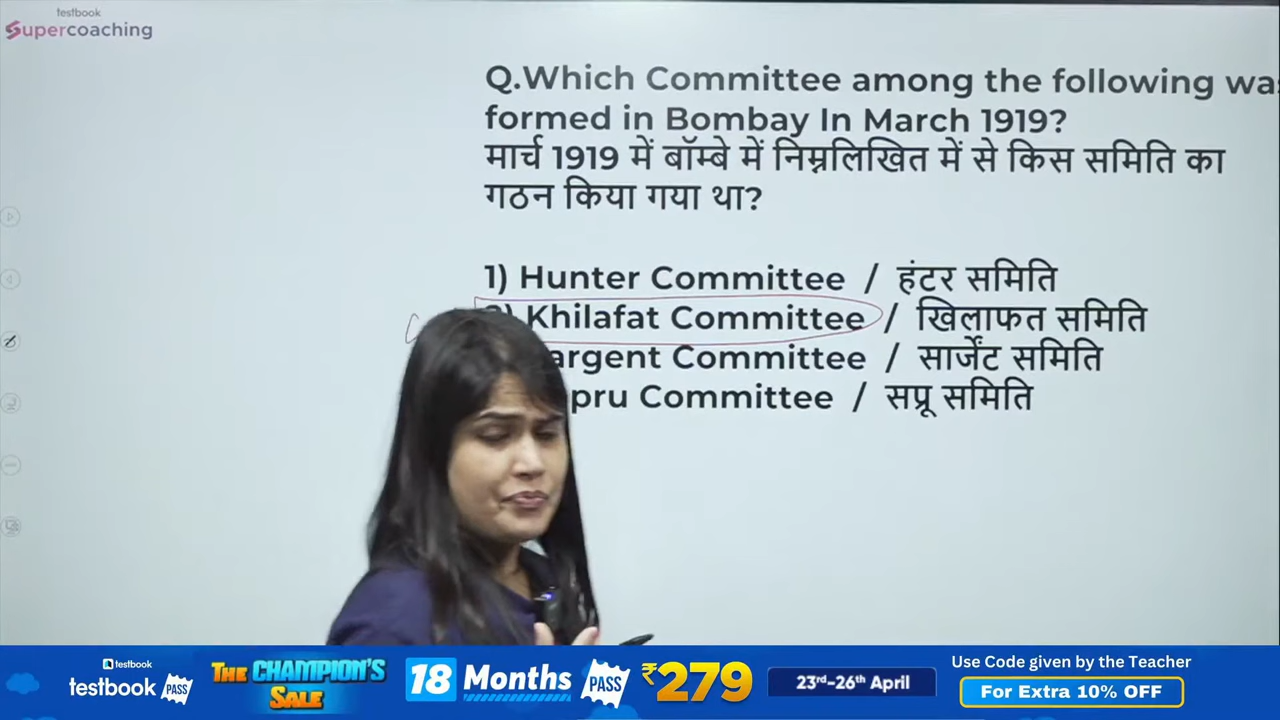 testbook
Supercoaching
Q.Which Committee among the following was
formed in Bombay In March 1919?
मार्च 1919 में बॉम्बे में निम्नलिखित में से किस समिति का
गठन किया गया था?
1) Hunter Committee / हंटर समिति
2) Khilafat Committee / खिलाफत समिति
argent Committee / सार्जेंट समिति
pru Committee / सप्रू समिति
testbook
testbook PASS
THE CHAMPION'S
SALE
18 Months PASS ₹279
23rd-26th April
Use Code given by the Teacher
For Extra 10% OFF